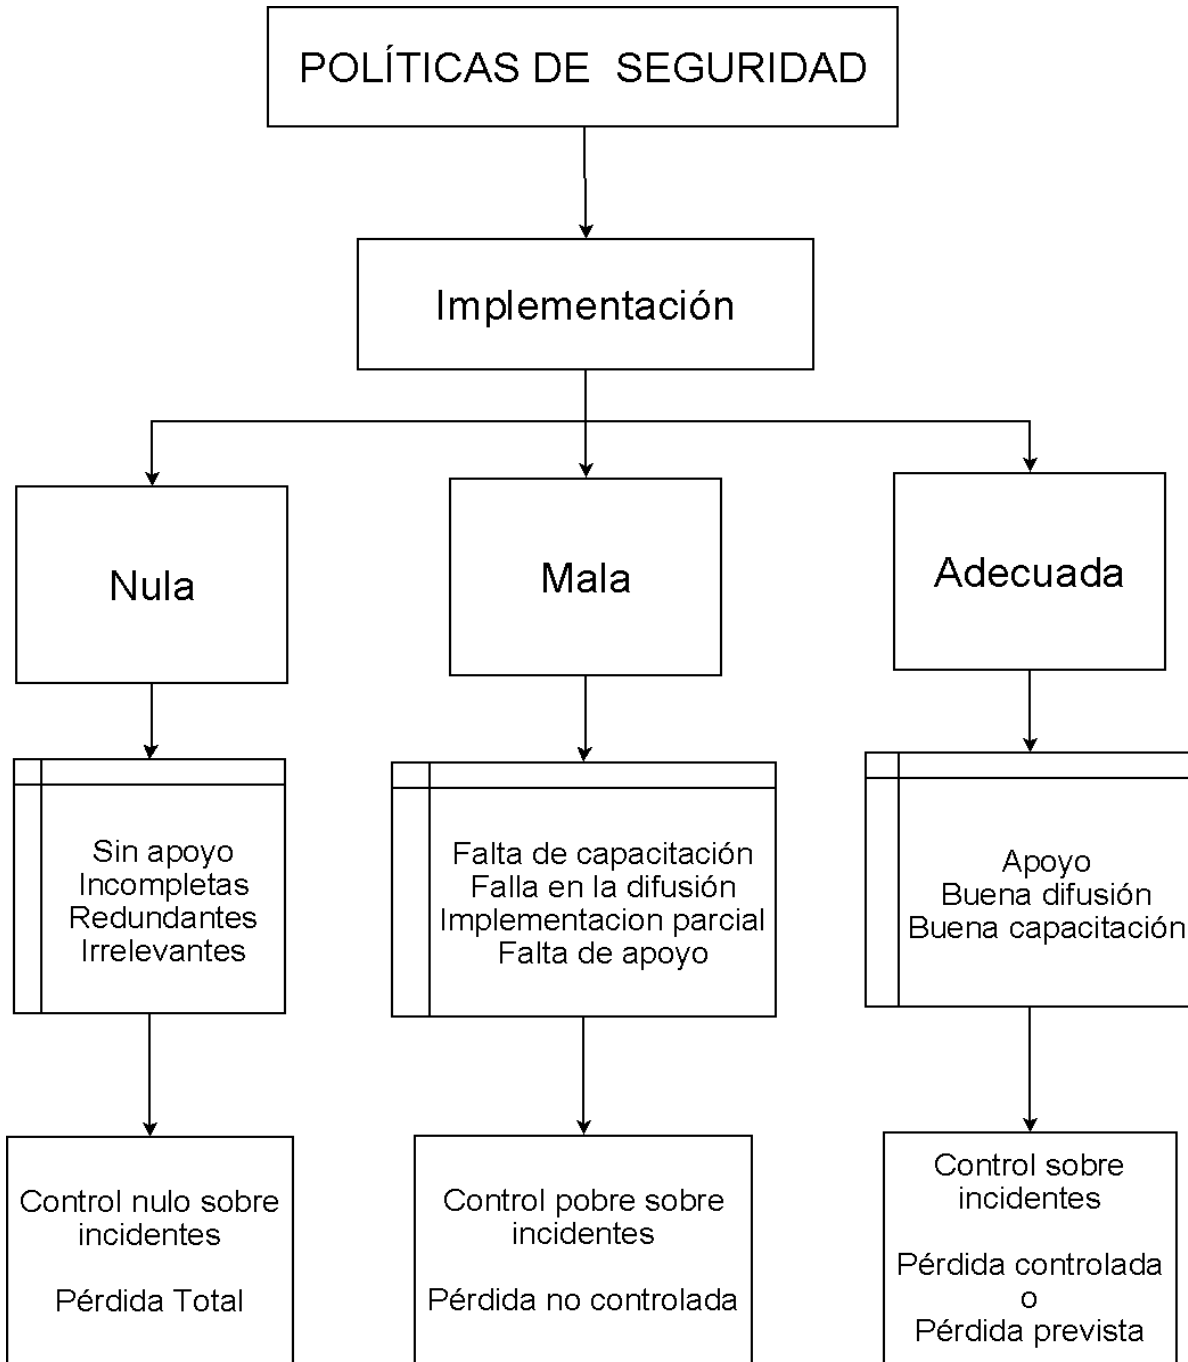 POLÍTICAS DE SEGURIDAD
Implementación
Nula
Mala
Adecuada
Sin apoyo
Incompletas
Redundantes
Irrelevantes
Falta de capacitación
Falla en la difusión
Implementacion parcial
Falta de apoyo
Apoyo
Buena difusión
Buena capacitación
Control nulo sobre
incidentes
Pérdida Total
Control pobre sobre
incidentes
Pérdida no controlada
Control sobre
incidentes
Pérdida controlada
o
Pérdida prevista